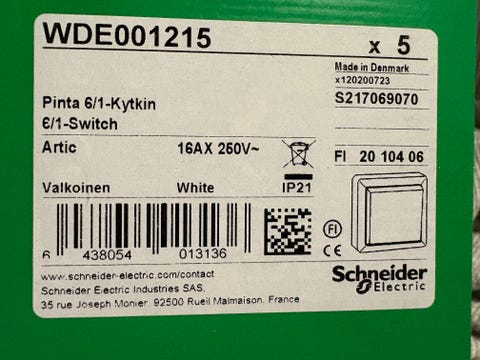 WDE001215
x 5
Made in Denmark
x120200723
S217069070
Pinta 6/1-Kytkin
6/1-Switch
Artic
16AX 250V~
FI 20 104 06
Valkoinen
White
IP21
6 438054 013136
FI
CE
www.schneider-electric.com/contact
Schneider Electric Industries SAS,
35 rue Joseph Monier. 92500 Rueil Malmaison. France
Schneider
Electric